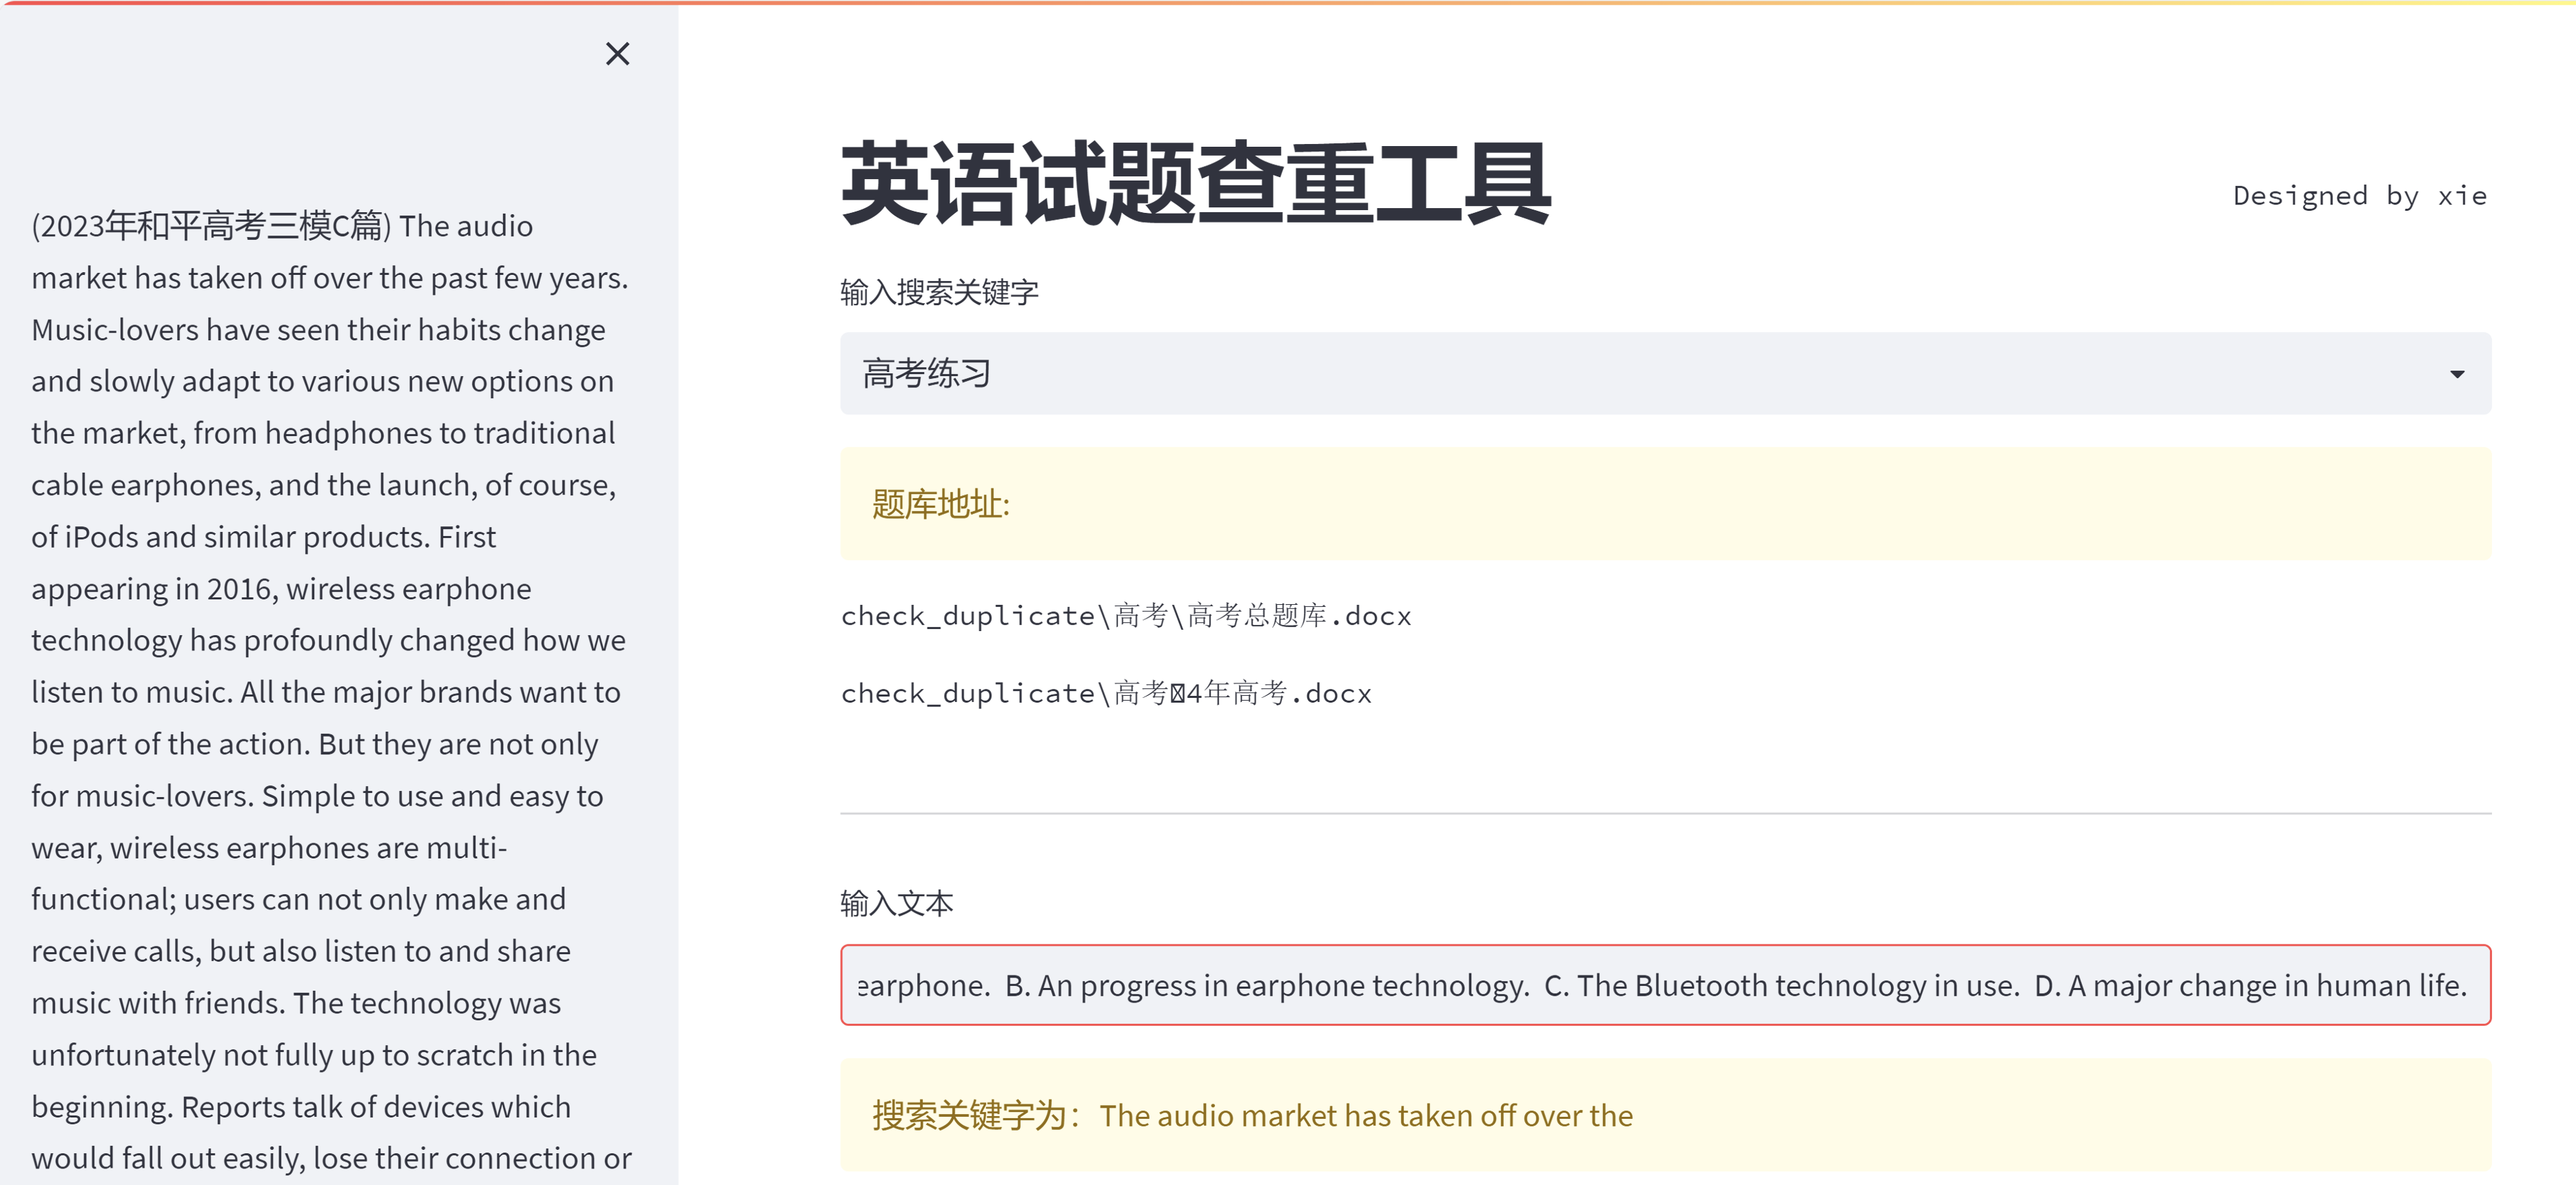 (2023年和平高考三模C篇) The audio
market has taken off over the past few years.
Music-lovers have seen their habits change
and slowly adapt to various new options on
the market, from headphones to traditional
cable earphones, and the launch, of course,
of iPods and similar products. First
appearing in 2016, wireless earphone
technology has profoundly changed how we
listen to music. All the major brands want to
be part of the action. But they are not only
for music-lovers. Simple to use and easy to
wear, wireless earphones are multi-
functional; users can not only make and
receive calls, but also listen to and share
music with friends. The technology was
unfortunately not fully up to scratch in the
beginning. Reports talk of devices which
would fall out easily, lose their connection or
英语试题查重工具
Designed by xie
输入搜索关键字
高考练习
题库地址:
check_duplicate\高考\高考总题库.docx
check_duplicate\高考4年高考.docx
输入文本
earphone. B. An progress in earphone technology. C. The Bluetooth technology in use. D. A major change in human life.
搜索关键字为：The audio market has taken off over the